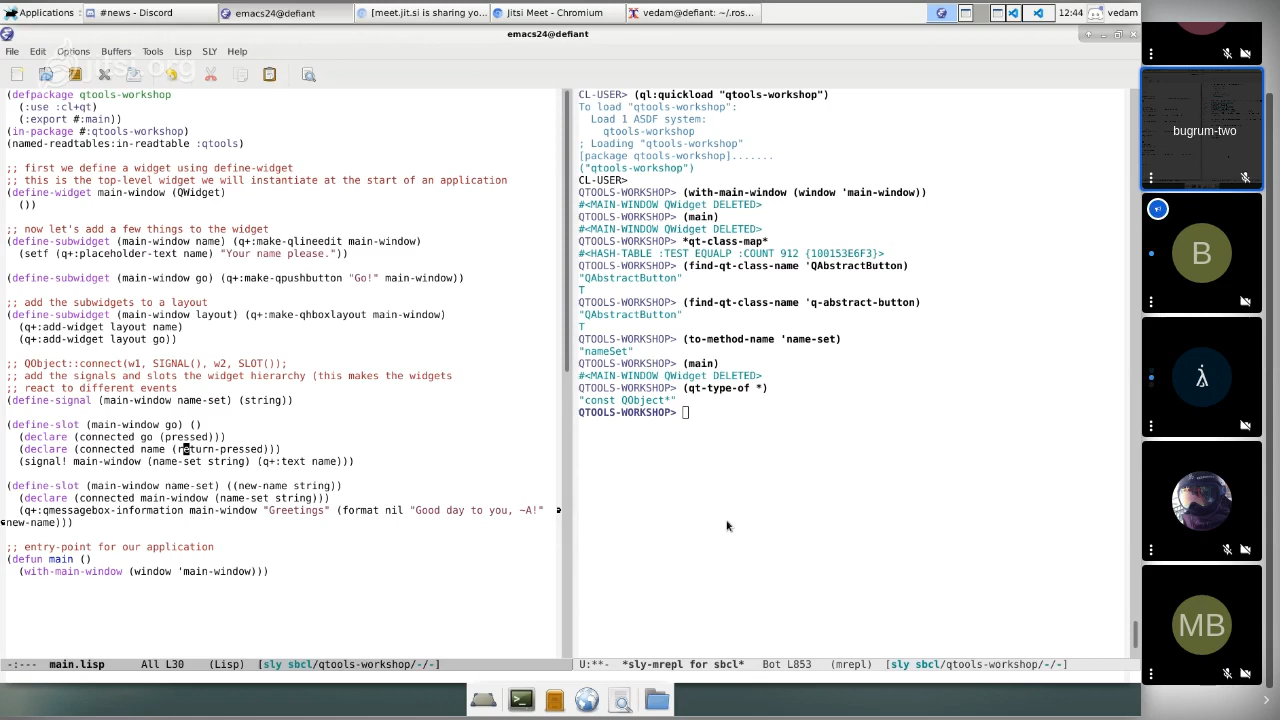 Applications
#news - Discord
emacs24@defiant
[meet.jit.si is sharing yo...
Jitsi Meet - Chromium
vedam@defiant: ~/.ros...
12:44
vedam
emacs24@defiant
File Edit Options Buffers Tools Lisp SLY Help
jitsi.org
(defpackage qtools-workshop
(:use :cl+qt)
(:export #:main))
(in-package #:qtools-workshop)
(named-readtables:in-readtable :qtools)
;; first we define a widget using define-widget
;; this is the top-level widget we will instantiate at the start of an application
(define-widget main-window (QWidget)
())
;; now let's add a few things to the widget
(define-subwidget (main-window name) (q+:make-qlineedit main-window)
(setf (q+:placeholder-text name) "Your name please."))
(define-subwidget (main-window go) (q+:make-qpushbutton "Go!" main-window))
;; add the subwidgets to a layout
(define-subwidget (main-window layout) (q+:make-qhboxlayout main-window)
(q+:add-widget layout name)
(q+:add-widget layout go))
;; QObject::connect(w1, SIGNAL(), w2, SLOT());
;; add the signals and slots the widget hierarchy (this makes the widgets
;; react to different events
(define-signal (main-window name-set) (string))
(define-slot (main-window go) ()
(declare (connected go (pressed)))
(declare (connected name (return-pressed)))
(signal! main-window (name-set string) (q+:text name)))
(define-slot (main-window name-set) ((new-name string))
(declare (connected main-window (name-set string)))
(q+:qmessagebox-information main-window "Greetings" (format nil "Good day to you, ~A!"
new-name)))
;; entry-point for our application
(defun main ()
(with-main-window (window 'main-window)))
-:--- main.lisp All L30 (Lisp) [sly sbcl/qtools-workshop/-/-]
CL-USER> (ql:quickload "qtools-workshop")
To load "qtools-workshop":
Load 1 ASDF system:
qtools-workshop
; Loading "qtools-workshop"
[package qtools-workshop].......
("qtools-workshop")
CL-USER>
QTOOLS-WORKSHOP> (with-main-window (window 'main-window))
#<MAIN-WINDOW QWidget DELETED>
QTOOLS-WORKSHOP> (main)
#<MAIN-WINDOW QWidget DELETED>
QTOOLS-WORKSHOP> *qt-class-map*
#<HASH-TABLE :TEST EQUALP :COUNT 912 {100153E6F3}>
QTOOLS-WORKSHOP> (find-qt-class-name 'QAbstractButton)
"QAbstractButton"
T
QTOOLS-WORKSHOP> (find-qt-class-name 'q-abstract-button)
"QAbstractButton"
T
QTOOLS-WORKSHOP> (to-method-name 'name-set)
"nameSet"
QTOOLS-WORKSHOP> (main)
#<MAIN-WINDOW QWidget DELETED>
QTOOLS-WORKSHOP> (qt-type-of *)
"const QObject*"
QTOOLS-WORKSHOP>
U:**- *sly-mrepl for sbcl* Bot L853 (mrepl) [sly sbcl/qtools-workshop/-/-]
bugrum-two
B
λ
MB